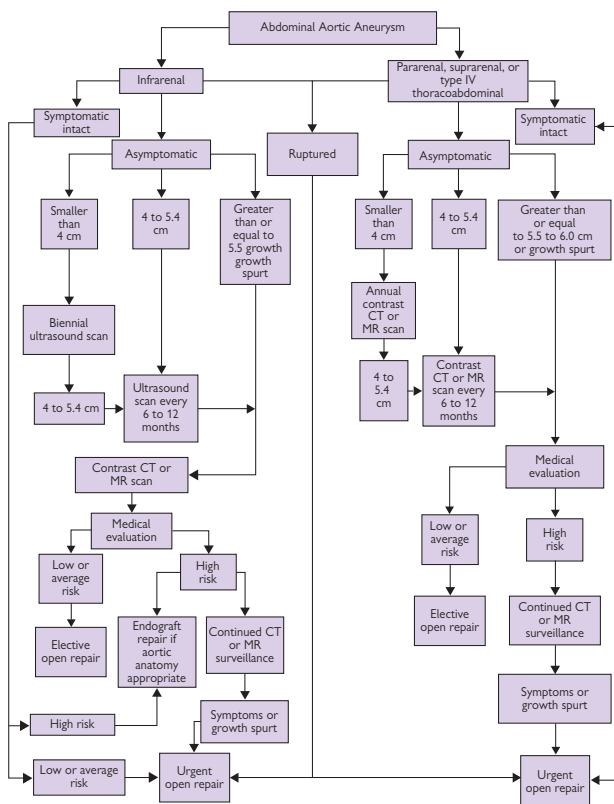 Abdominal Aortic Aneurysm
Infrarenal
Pararenal, suprarenal, or
type IV
thoracoabdominal
Symptomatic
intact
Symptomatic
intact
Asymptomatic
Ruptured
Asymptomatic
Smaller
than
4 cm
4 to 5.4
cm
Greater
than or
equal to
5.5 growth
growth
spurt
Smaller
than
4 cm
4 to 5.4
cm
Greater than
or equal
to 5.5 to 6.0 cm
or growth spurt
Biennial
ultrasound scan
Annual
contrast
CT or
MR scan
4 to 5.4 cm
Ultrasound
scan every
6 to 12
months
4 to
5.4
cm
Contrast
CT or MR
scan every
6 to 12
months
Contrast CT or
MR scan
Medical
evaluation
Medical
evaluation
Low or
average
risk
High
risk
Low or
average
risk
High
risk
Elective
open repair
Endograft
repair if
aortic
anatomy
appropriate
Continued CT
or MR
surveillance
Elective
open repair
Continued CT
or MR
surveillance
High risk
Symptoms or
growth spurt
Symptoms or
growth spurt
Low or average
risk
Urgent
open repair
Urgent
open repair